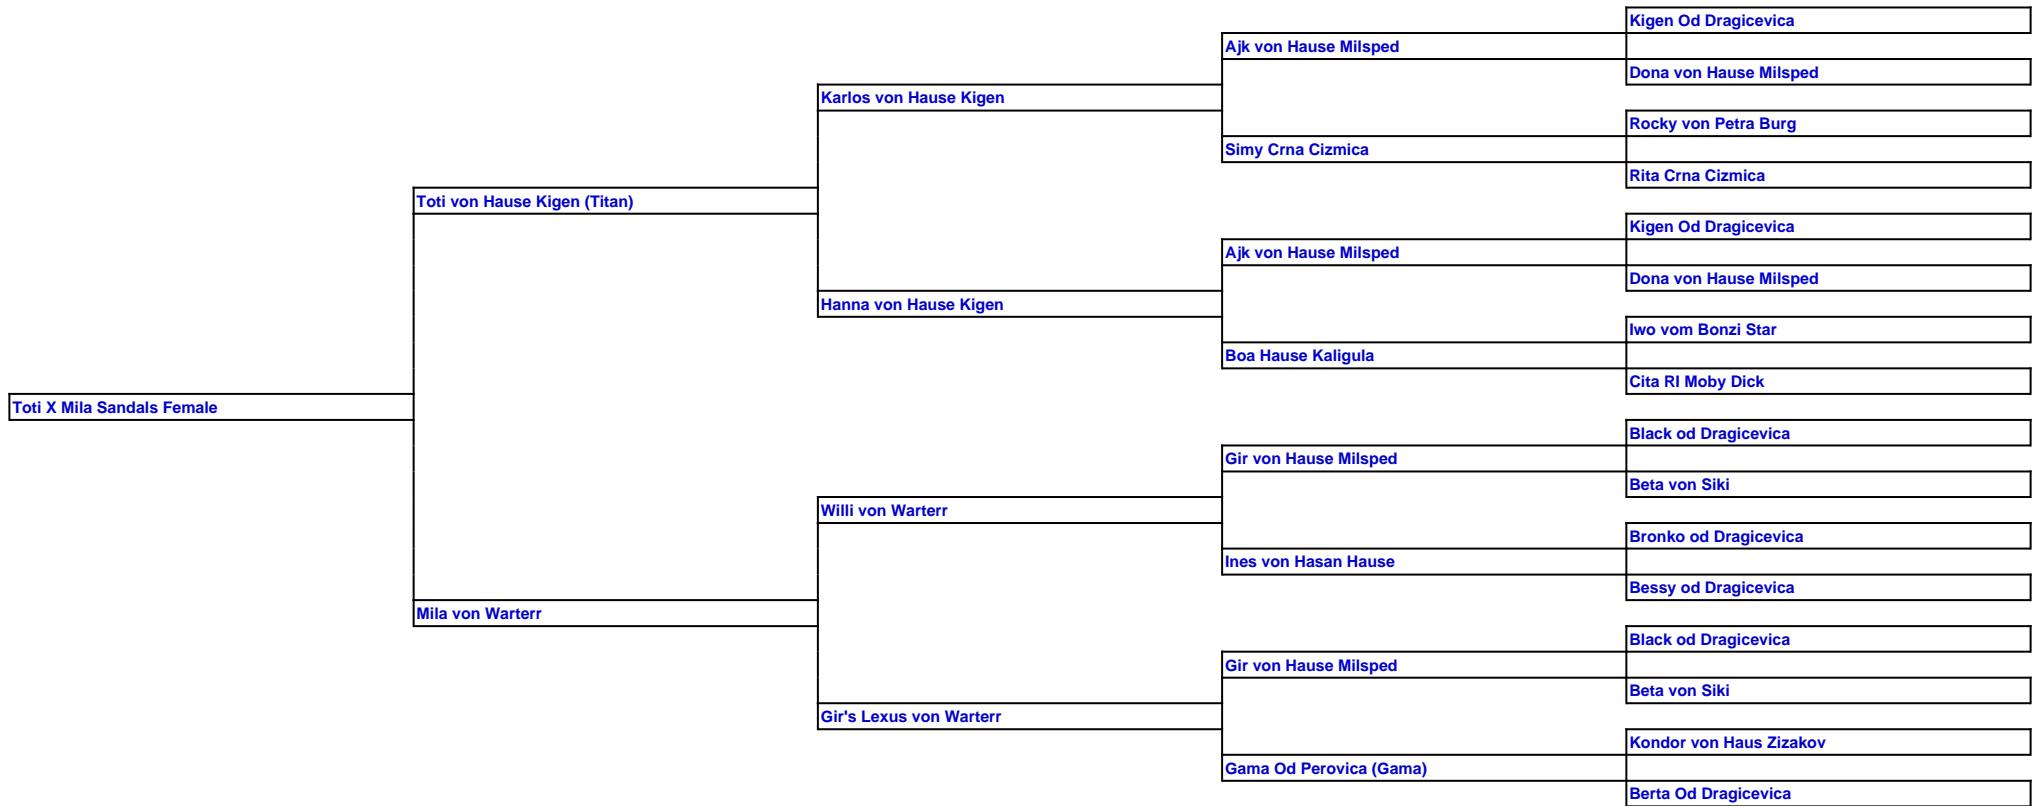 Kigen Od Dragicevica
Ajk von Hause Milsped
Dona von Hause Milsped
Karlos von Hause Kigen
Rocky von Petra Burg
Simy Crna Cizmica
Rita Crna Cizmica
Toti von Hause Kigen (Titan)
Kigen Od Dragicevica
Ajk von Hause Milsped
Dona von Hause Milsped
Hanna von Hause Kigen
Iwo vom Bonzi Star
Boa Hause Kaligula
Cita RI Moby Dick
Toti X Mila Sandals Female
Black od Dragicevica
Gir von Hause Milsped
Beta von Siki
Willi von Warterr
Bronko od Dragicevica
Ines von Hasan Hause
Bessy od Dragicevica
Mila von Warterr
Black od Dragicevica
Gir von Hause Milsped
Beta von Siki
Gir's Lexus von Warterr
Kondor von Haus Zizakov
Gama Od Perovica (Gama)
Berta Od Dragicevica